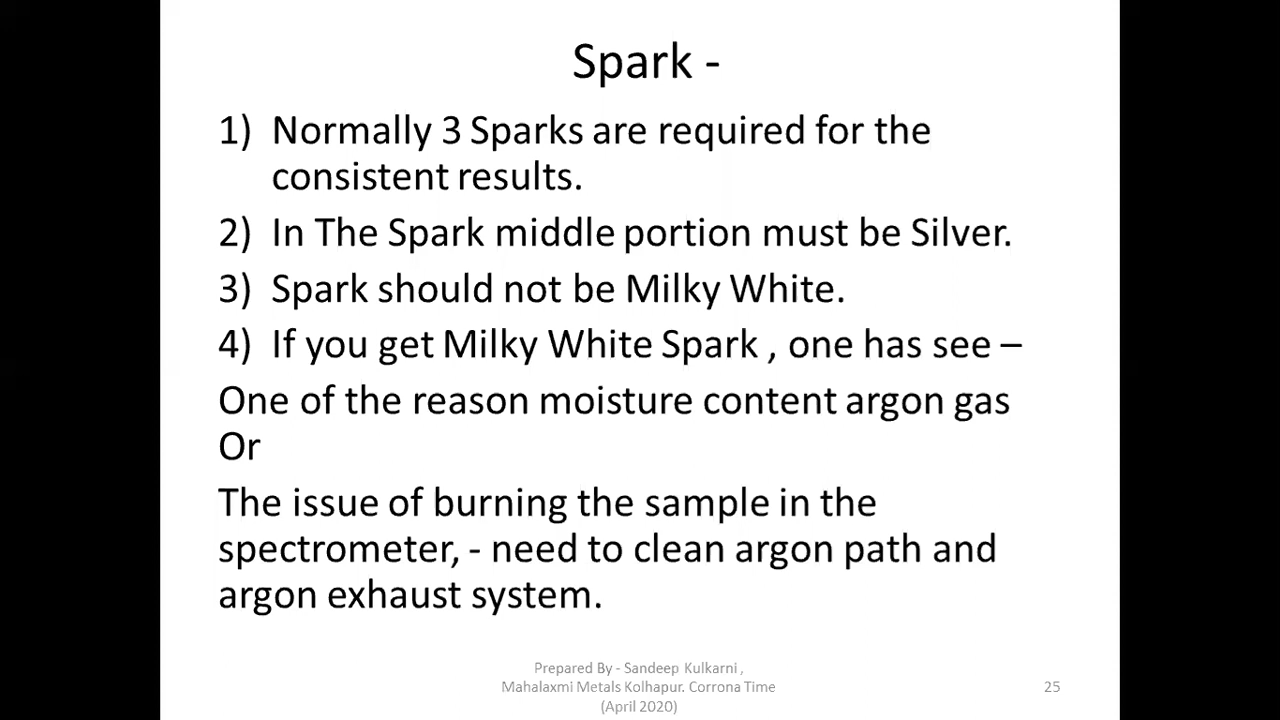 Spark -
1) Normally 3 Sparks are required for the
consistent results.
2) In The Spark middle portion must be Silver.
3) Spark should not be Milky White.
4) If you get Milky White Spark , one has see –
One of the reason moisture content argon gas
Or
The issue of burning the sample in the
spectrometer, - need to clean argon path and
argon exhaust system.
Prepared By - Sandeep Kulkarni ,
Mahalaxmi Metals Kolhapur. Corrona Time
(April 2020)
25